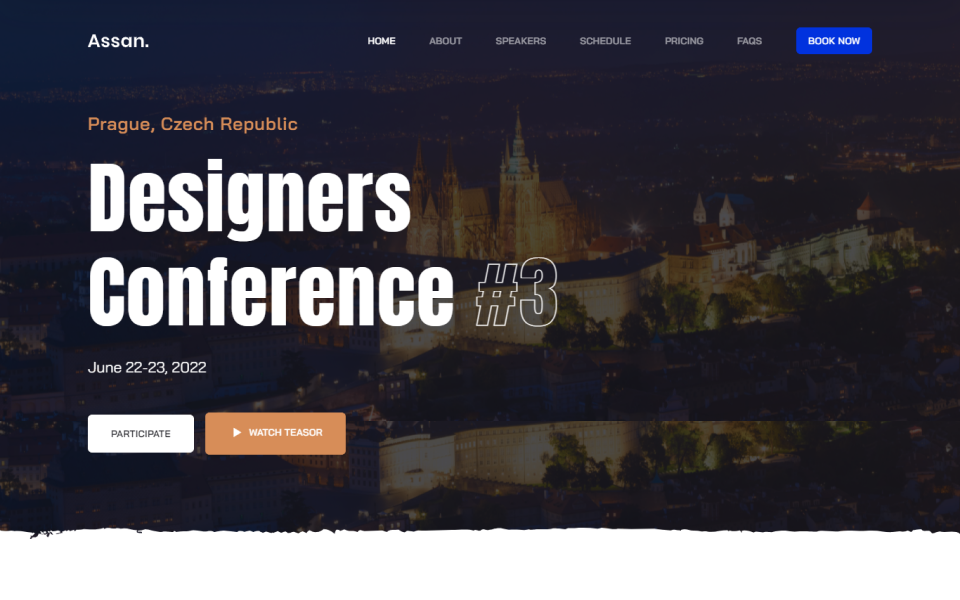 Assan.
HOME ABOUT SPEAKERS SCHEDULE PRICING FAQS BOOK NOW
Prague, Czech Republic
Designers
Conference #3
June 22-23, 2022
PARTICIPATE WATCH TEASOR